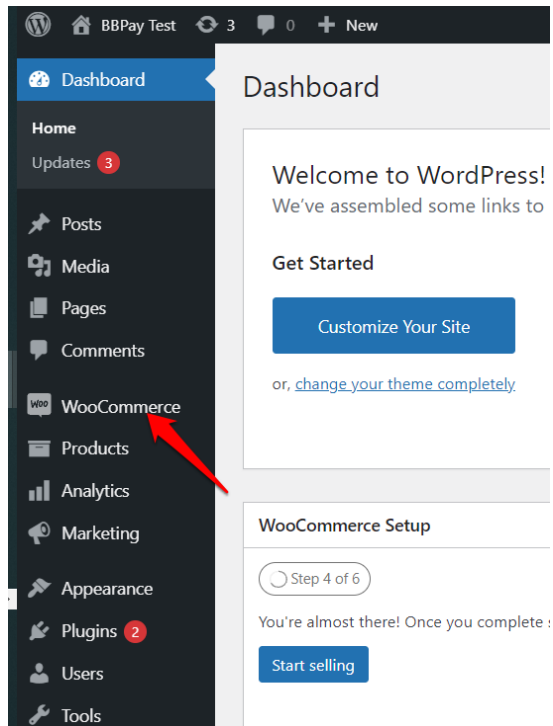 BBPay Test 3 0 New
Dashboard
Dashboard
Home
Updates 3
Welcome to WordPress!
We've assembled some links to
Posts
Media
Get Started
Pages
Customize Your Site
Comments
or, change your theme completely
Woo WooCommerce
Products
Analytics
WooCommerce Setup
Marketing
Step 4 of 6
Appearance
You're almost there! Once you complete
Plugins 2
Start selling
Users
Tools